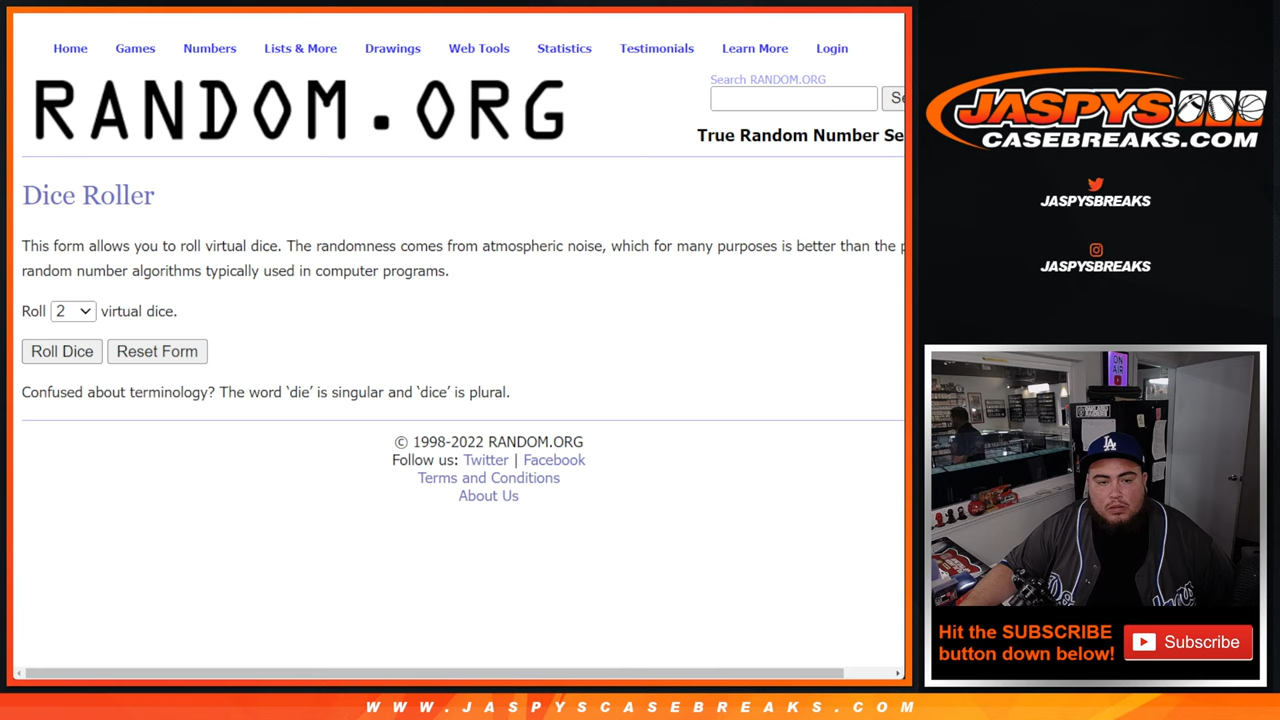 Home Games Numbers Lists & More Drawings Web Tools Statistics Testimonials Learn More Login
RANDOM.ORG
Search RANDOM.ORG
Se
True Random Number Se
Dice Roller
This form allows you to roll virtual dice. The randomness comes from atmospheric noise, which for many purposes is better than the p
random number algorithms typically used in computer programs.
Roll 2 virtual dice.
Roll Dice Reset Form
Confused about terminology? The word ‘die’ is singular and ‘dice’ is plural.
© 1998-2022 RANDOM.ORG
Follow us: Twitter | Facebook
Terms and Conditions
About Us
JASPYS
CASEBREAKS.COM
JASPYSBREAKS
JASPYSBREAKS
ON
AIR
LA
Hit the SUBSCRIBE
button down below!
Subscribe
WWW.JASPYSCASEBREAKS.COM